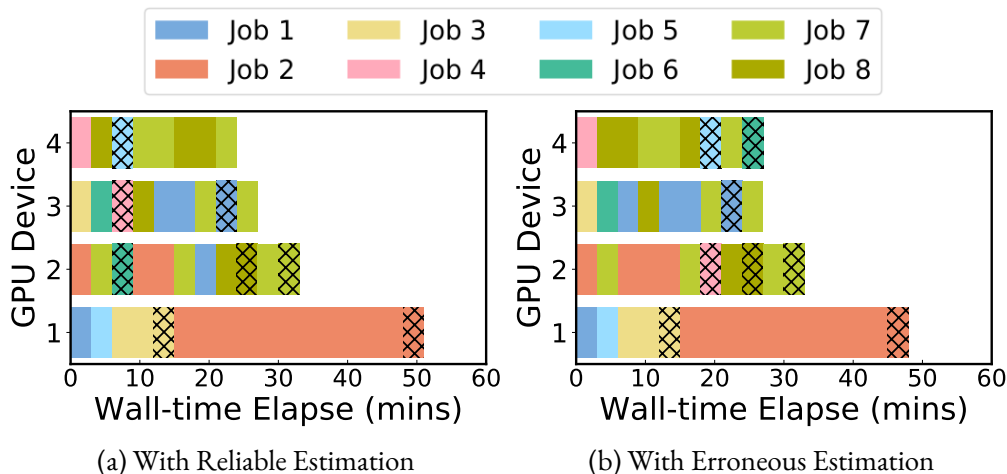 Job 1 Job 3 Job 5 Job 7
Job 2 Job 4 Job 6 Job 8
GPU Device
4
3
2
1
0 10 20 30 40 50 60
Wall-time Elapse (mins)
(a) With Reliable Estimation
GPU Device
4
3
2
1
0 10 20 30 40 50 60
Wall-time Elapse (mins)
(b) With Erroneous Estimation